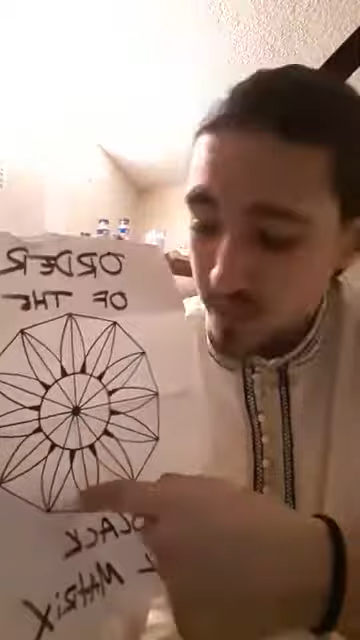 ORDER
OF THE
BLACK
MATRIX